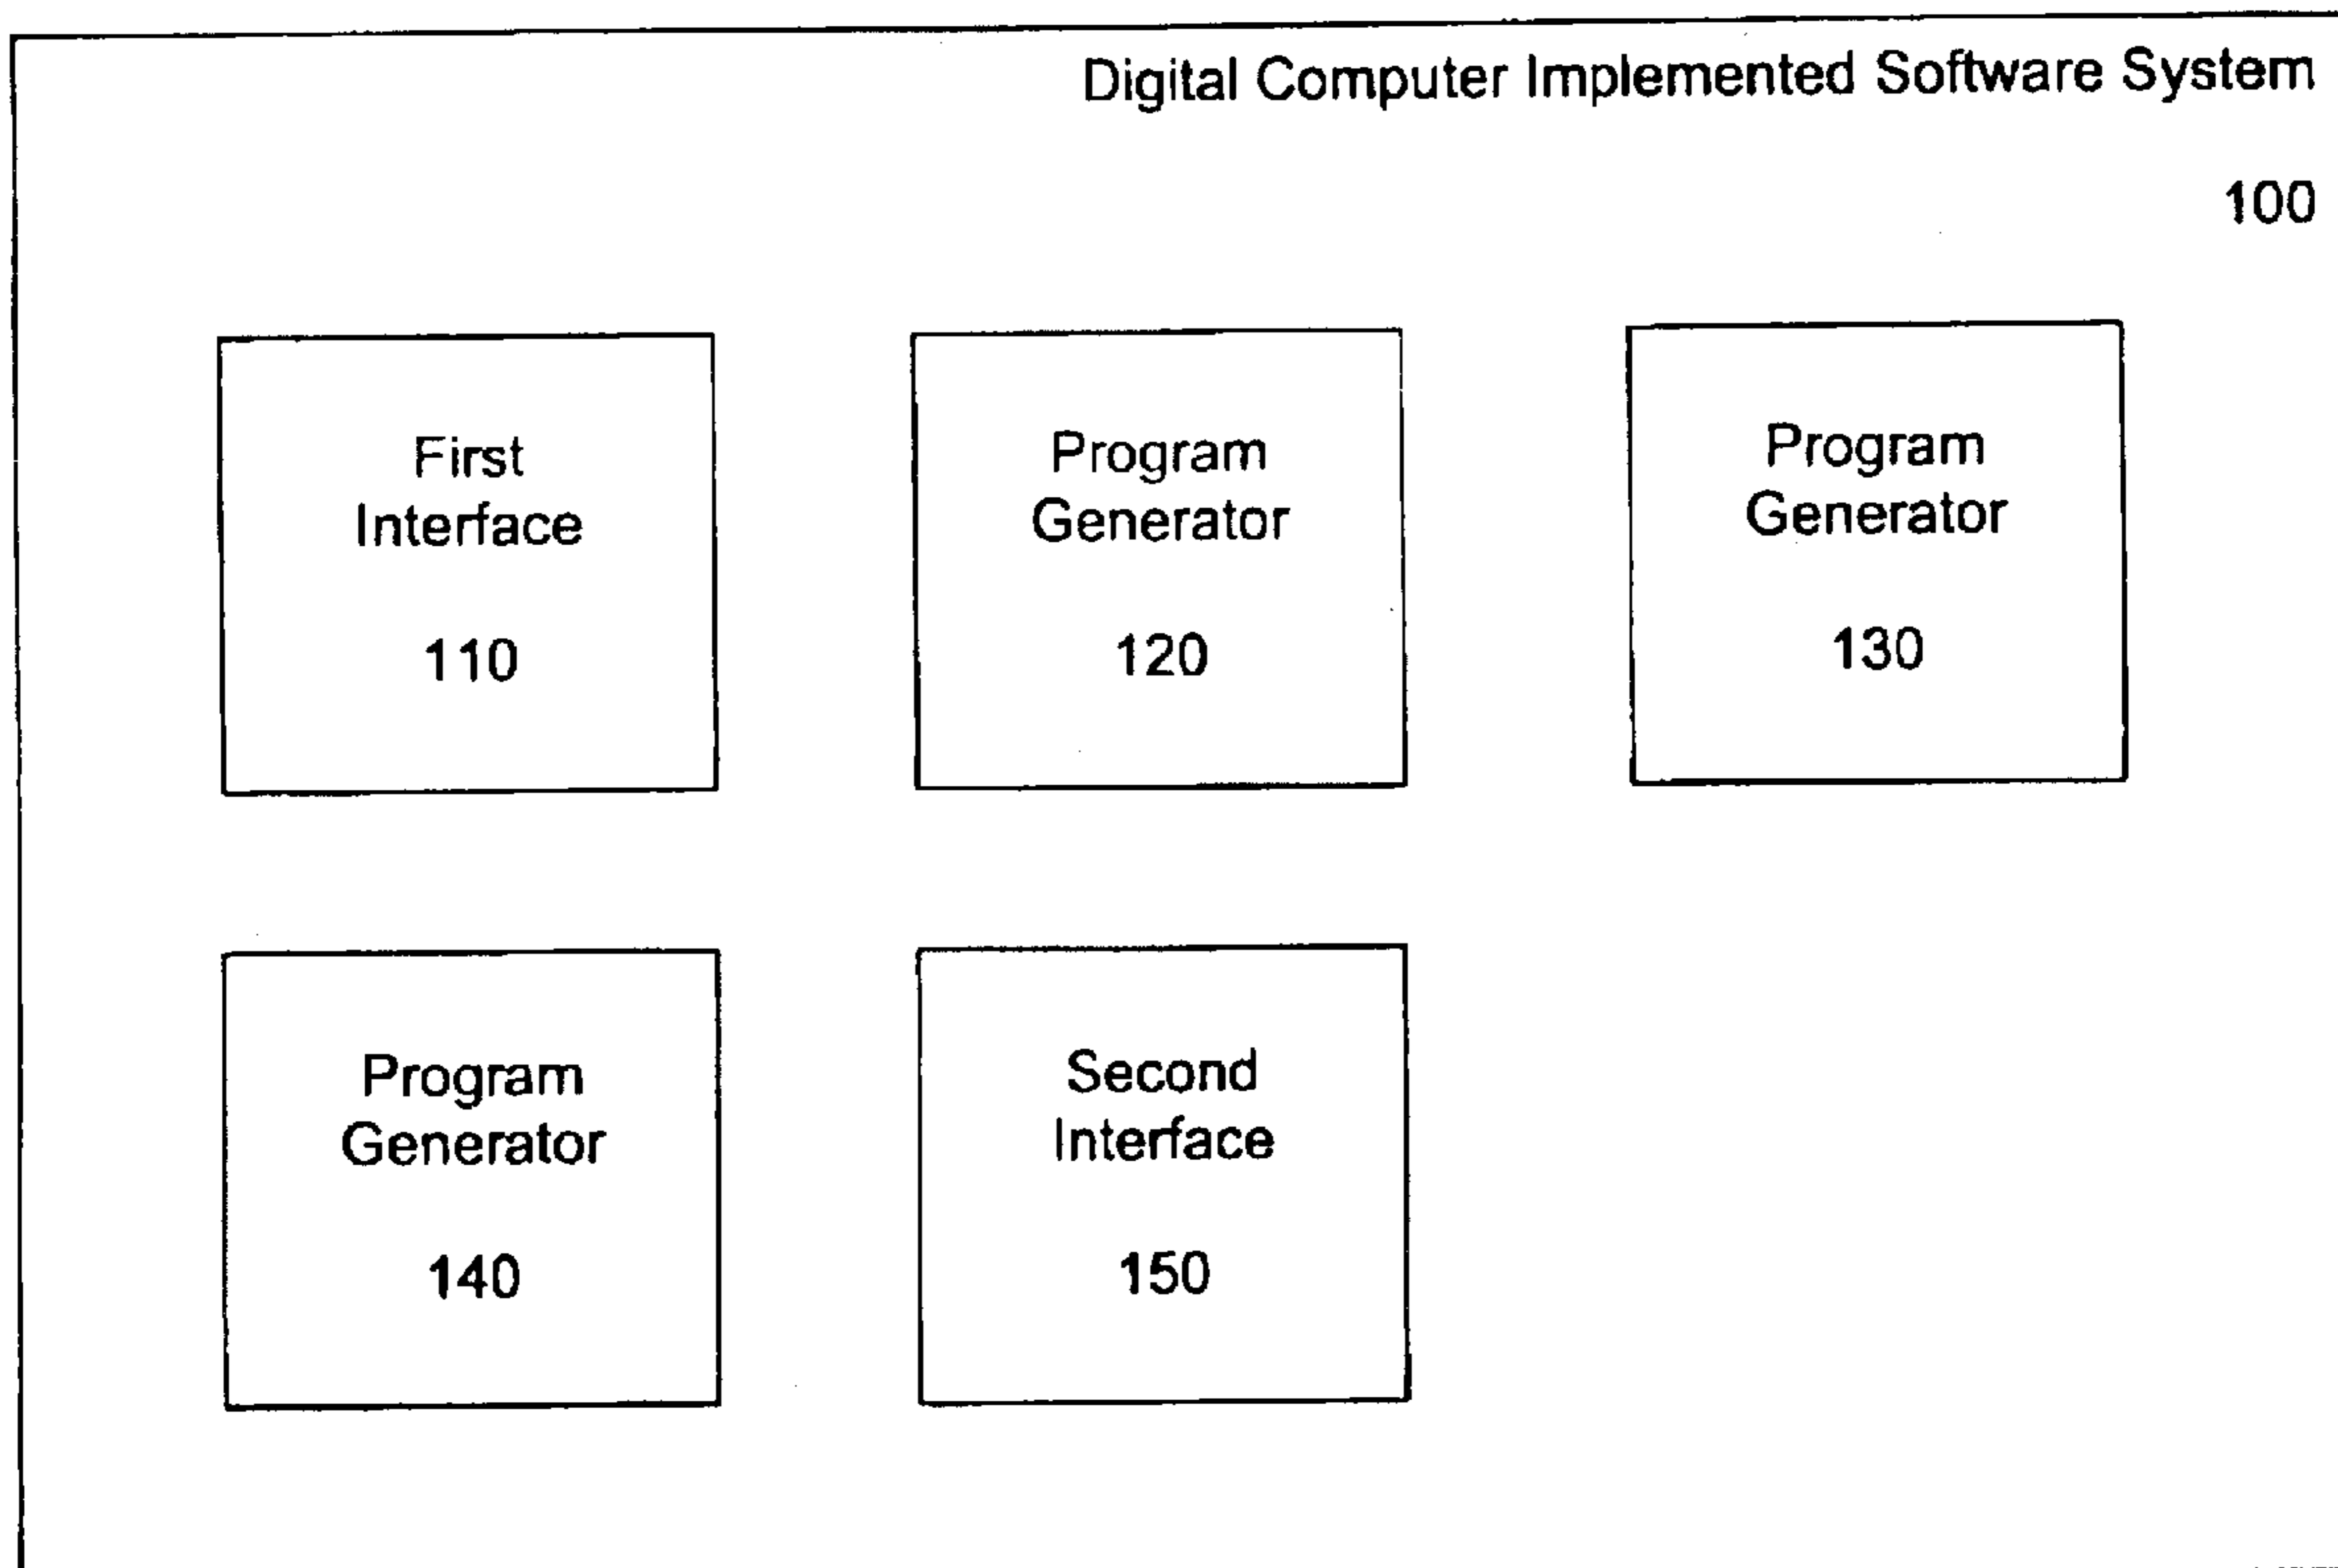 Digital Computer Implemented Software System
100
First
Interface
110
Program
Generator
120
Program
Generator
130
Program
Generator
140
Second
Interface
150